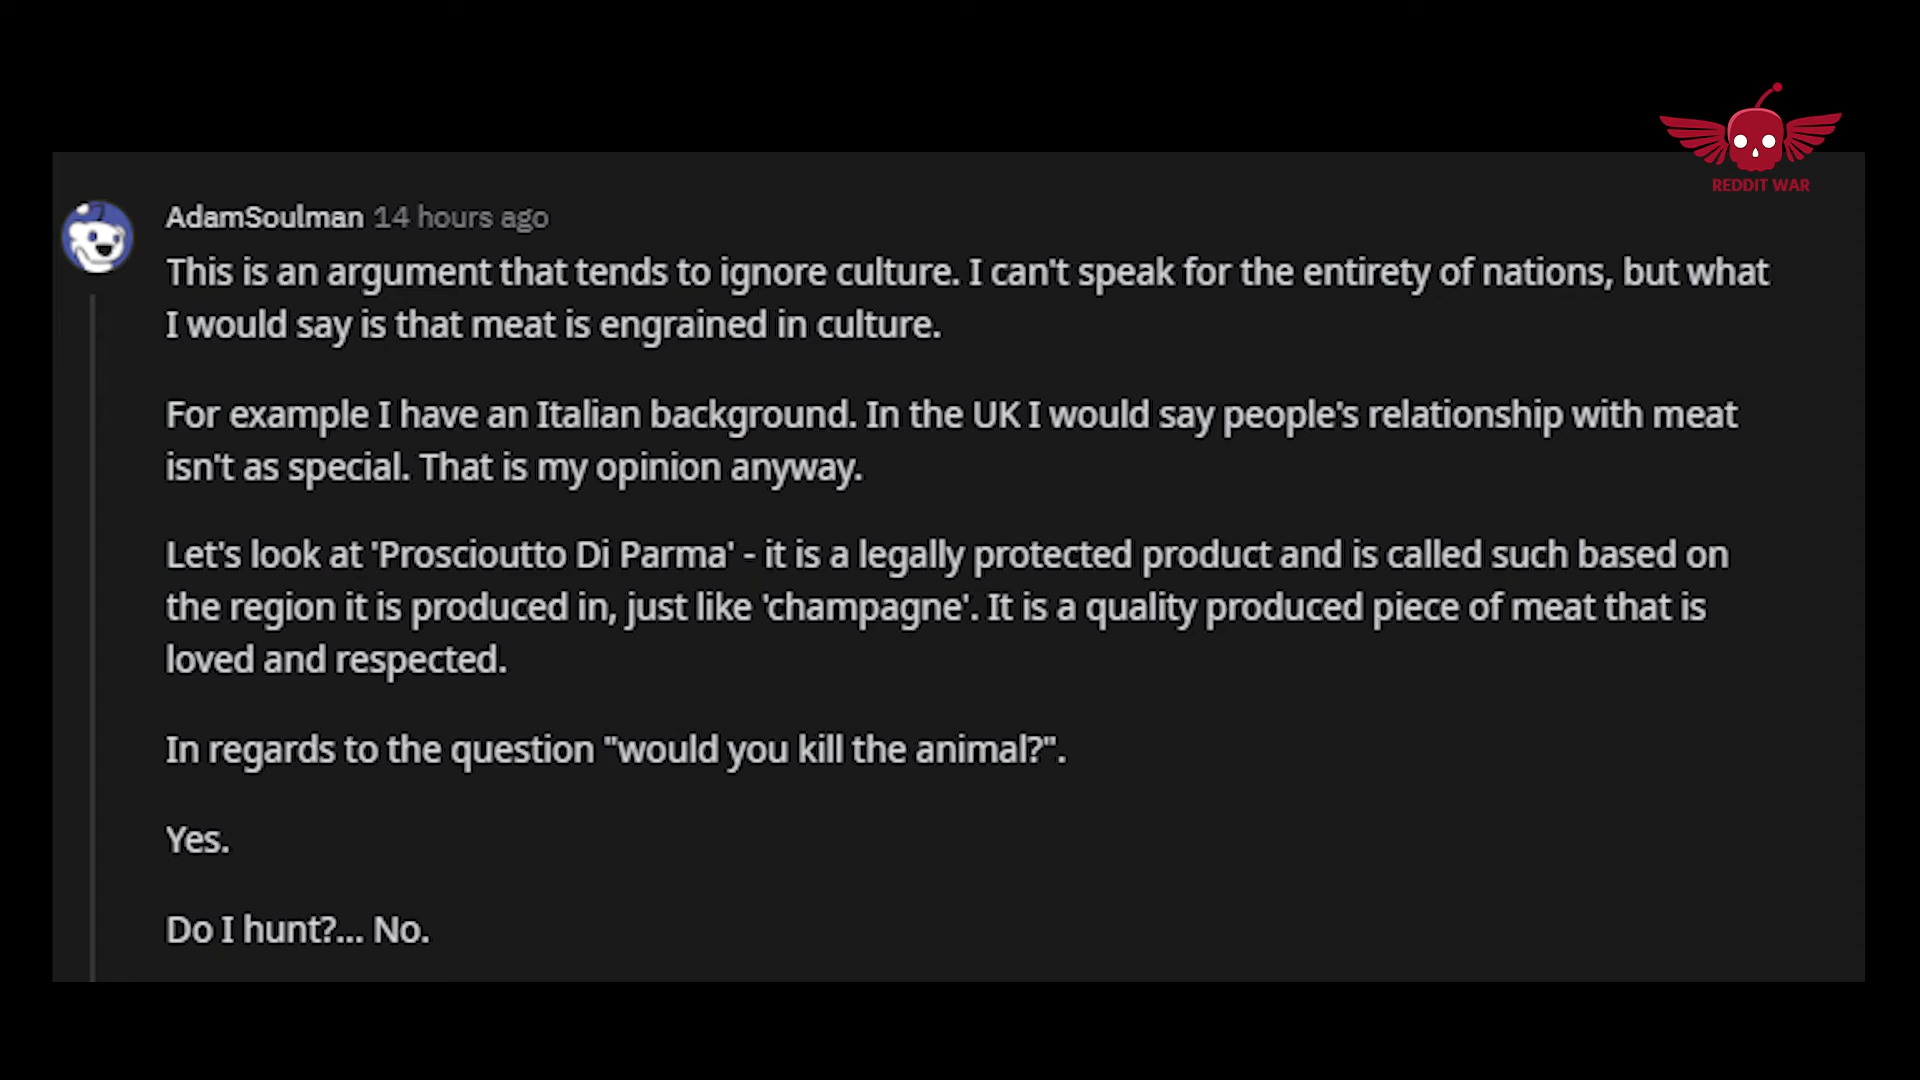 REDDIT WAR
AdamSoulman 14 hours ago
This is an argument that tends to ignore culture. I can't speak for the entirety of nations, but what
I would say is that meat is engrained in culture.
For example I have an Italian background. In the UK I would say people's relationship with meat
isn't as special. That is my opinion anyway.
Let's look at 'Proscioutto Di Parma' - it is a legally protected product and is called such based on
the region it is produced in, just like 'champagne'. It is a quality produced piece of meat that is
loved and respected.
In regards to the question "would you kill the animal?".
Yes.
Do I hunt?... No.